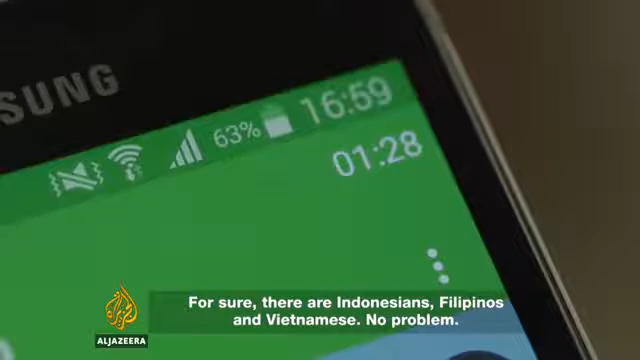 SUNG
63%
16:59
01:28
For sure, there are Indonesians, Filipinos
and Vietnamese. No problem.
ALJAZEERA